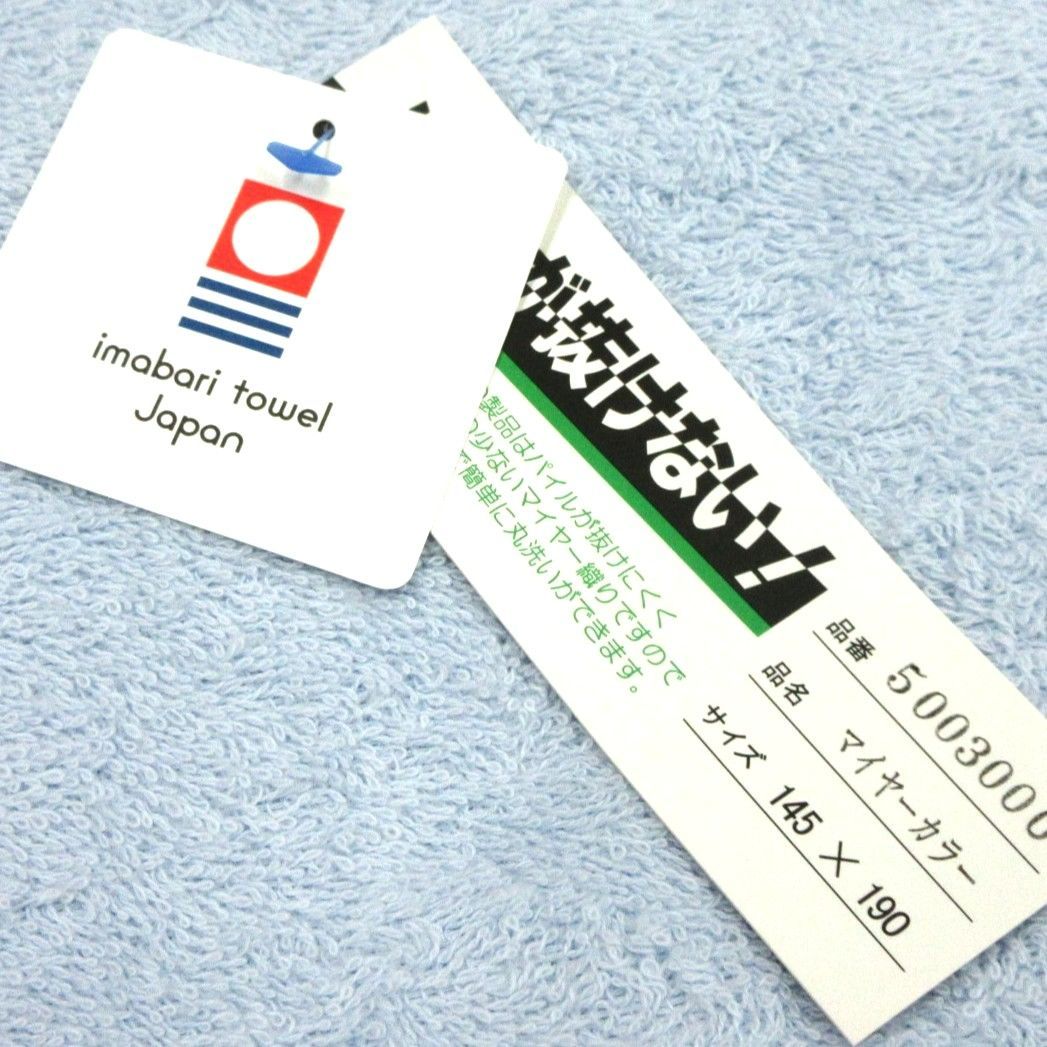 imabari towel
Japan
が抜けない!
製品はパイルが抜けにくく
少ないマイヤー織りですので
簡単に丸洗いができます。
品番 5003000
品名 マイヤーカラー
サイズ 145×190